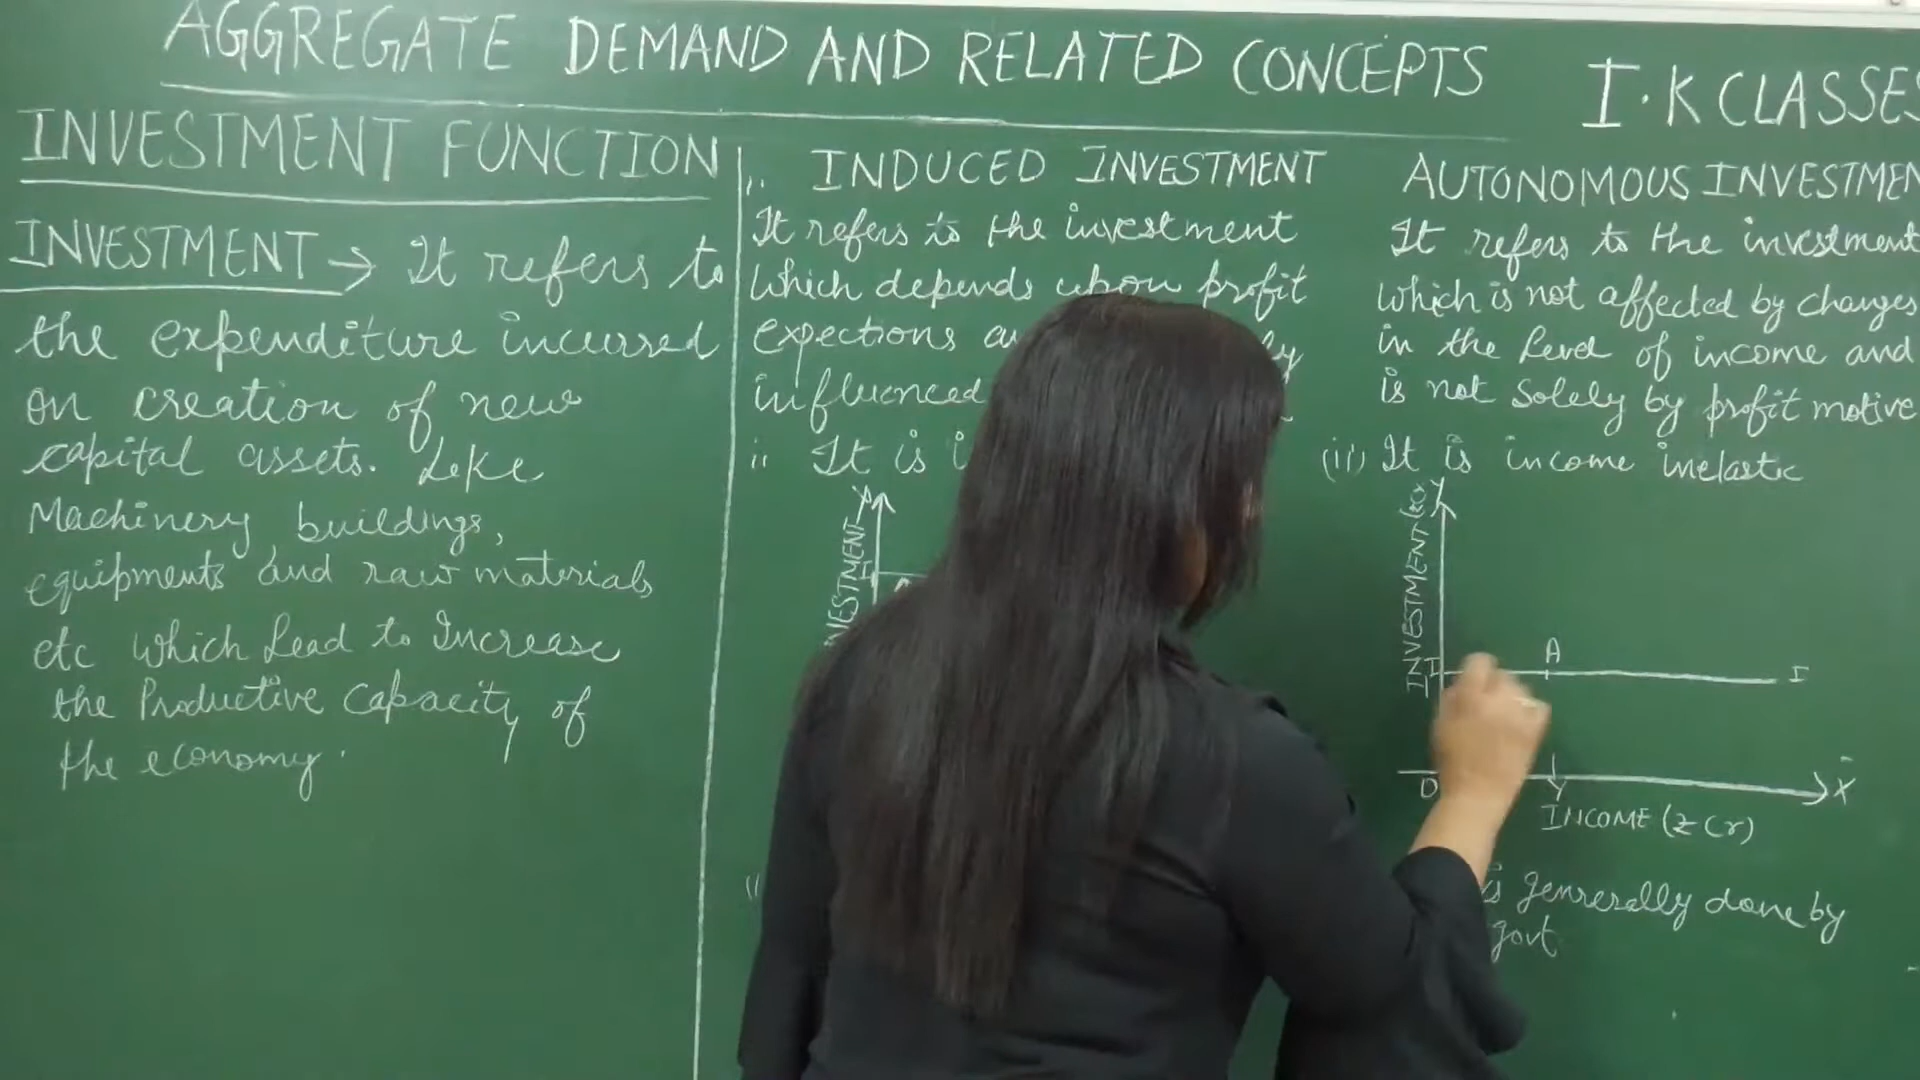 AGGREGATE DEMAND AND RELATED CONCEPTS
I.K CLASSES
INVESTMENT FUNCTION
INVESTMENT → It refers to
the expenditure incurred
on creation of new
capital assets. Like
Machinery buildings,
equipments and raw materials
etc which lead to Increase
the Productive Capacity of
the economy.
i. INDUCED INVESTMENT
It refers to the investment
which depends upon profit
expections
influenced
ii It is
Y
I
AUTONOMOUS INVESTMEN
It refers to the investment
which is not affected by changes
in the level of income and
is not Solely by profit motive
(ii) It is income inelastic
Y
INVESTMENT
A
I I
O Y X
INCOME (₹ Cr)
is genrerally done by
govt